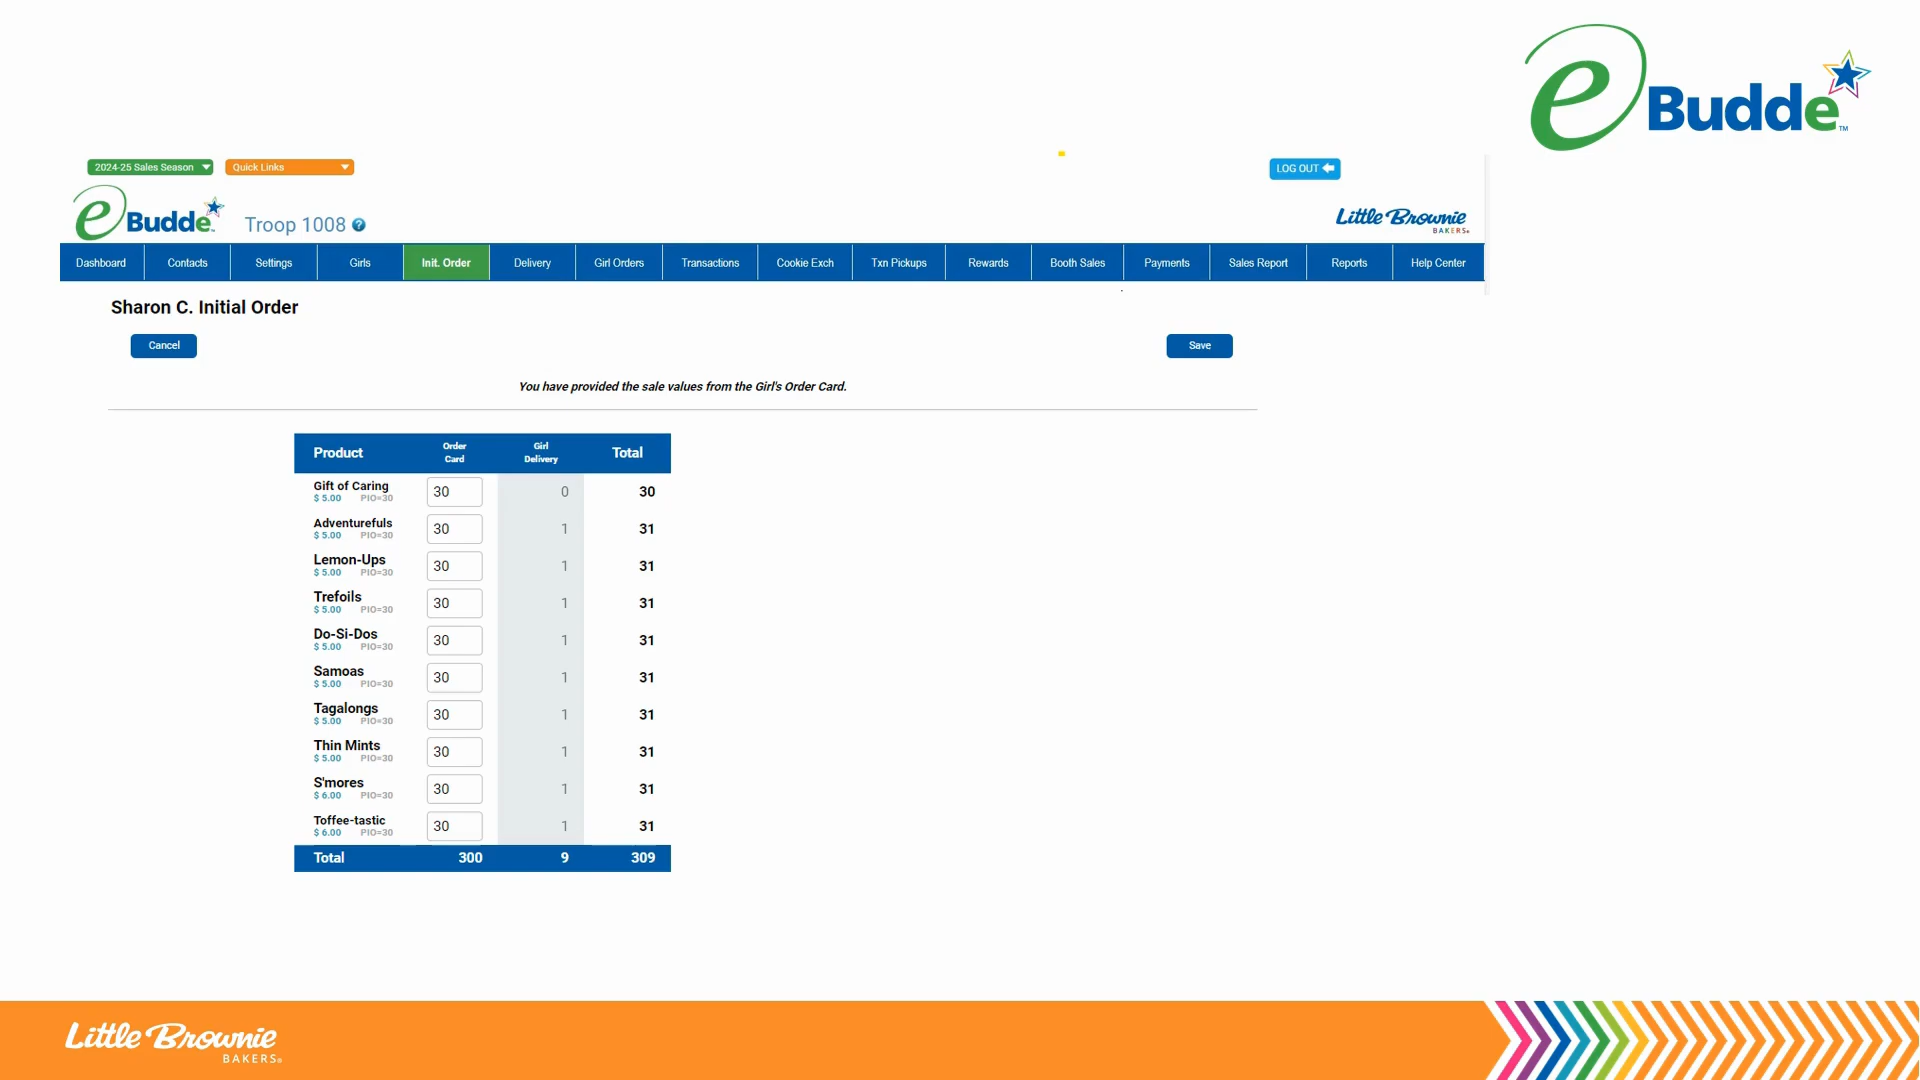 eBudde™
2024-25 Sales Season
Quick Links
LOG OUT
eBudde™
Troop 1008 ?
Little Brownie
BAKERS®
Dashboard Contacts Settings Girls Init. Order Delivery Girl Orders Transactions Cookie Exch Txn Pickups Rewards Booth Sales Payments Sales Report Reports Help Center
Sharon C. Initial Order
Cancel Save
You have provided the sale values from the Girl's Order Card.
Product Order Card Girl Delivery Total
Gift of Caring 30 0 30
$ 5.00 PIO=30
Adventurefuls 30 1 31
$ 5.00 PIO=30
Lemon-Ups 30 1 31
$ 5.00 PIO=30
Trefoils 30 1 31
$ 5.00 PIO=30
Do-Si-Dos 30 1 31
$ 5.00 PIO=30
Samoas 30 1 31
$ 5.00 PIO=30
Tagalongs 30 1 31
$ 5.00 PIO=30
Thin Mints 30 1 31
$ 5.00 PIO=30
S'mores 30 1 31
$ 6.00 PIO=30
Toffee-tastic 30 1 31
$ 6.00 PIO=30
Total 300 9 309
Little Brownie
BAKERS®